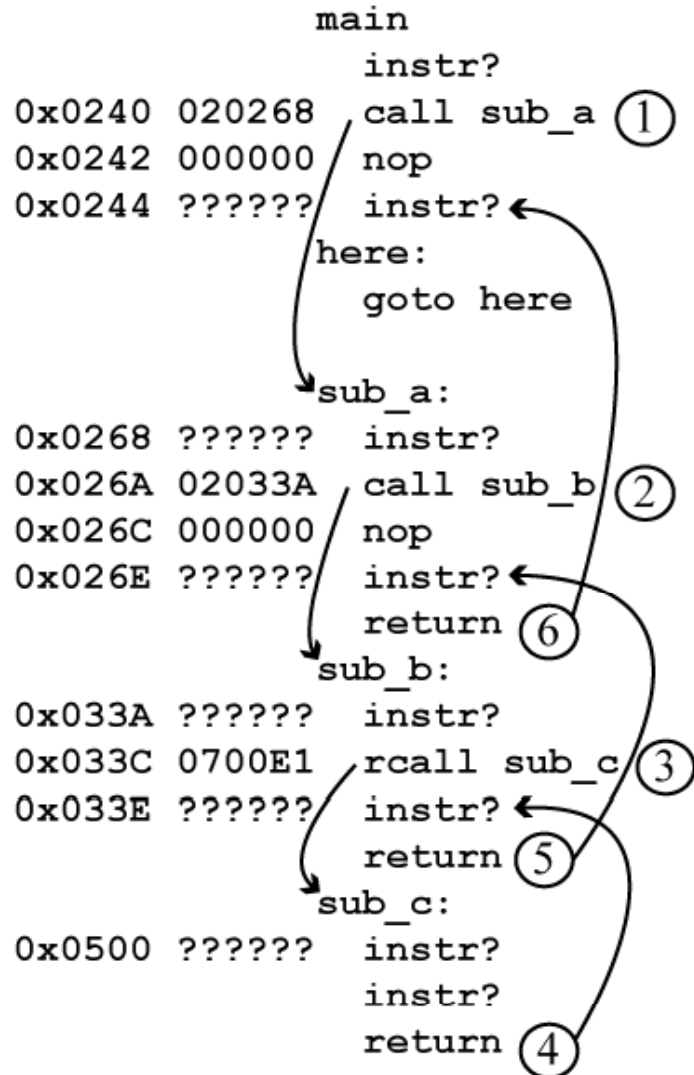 main
instr?
0x0240 020268 call sub_a 1
0x0242 000000 nop
0x0244 ?????? instr?
here:
goto here
sub_a:
0x0268 ?????? instr?
0x026A 02033A call sub_b 2
0x026C 000000 nop
0x026E ?????? instr?
return 6
sub_b:
0x033A ?????? instr?
0x033C 0700E1 rcall sub_c 3
0x033E ?????? instr?
return 5
sub_c:
0x0500 ?????? instr?
instr?
return 4